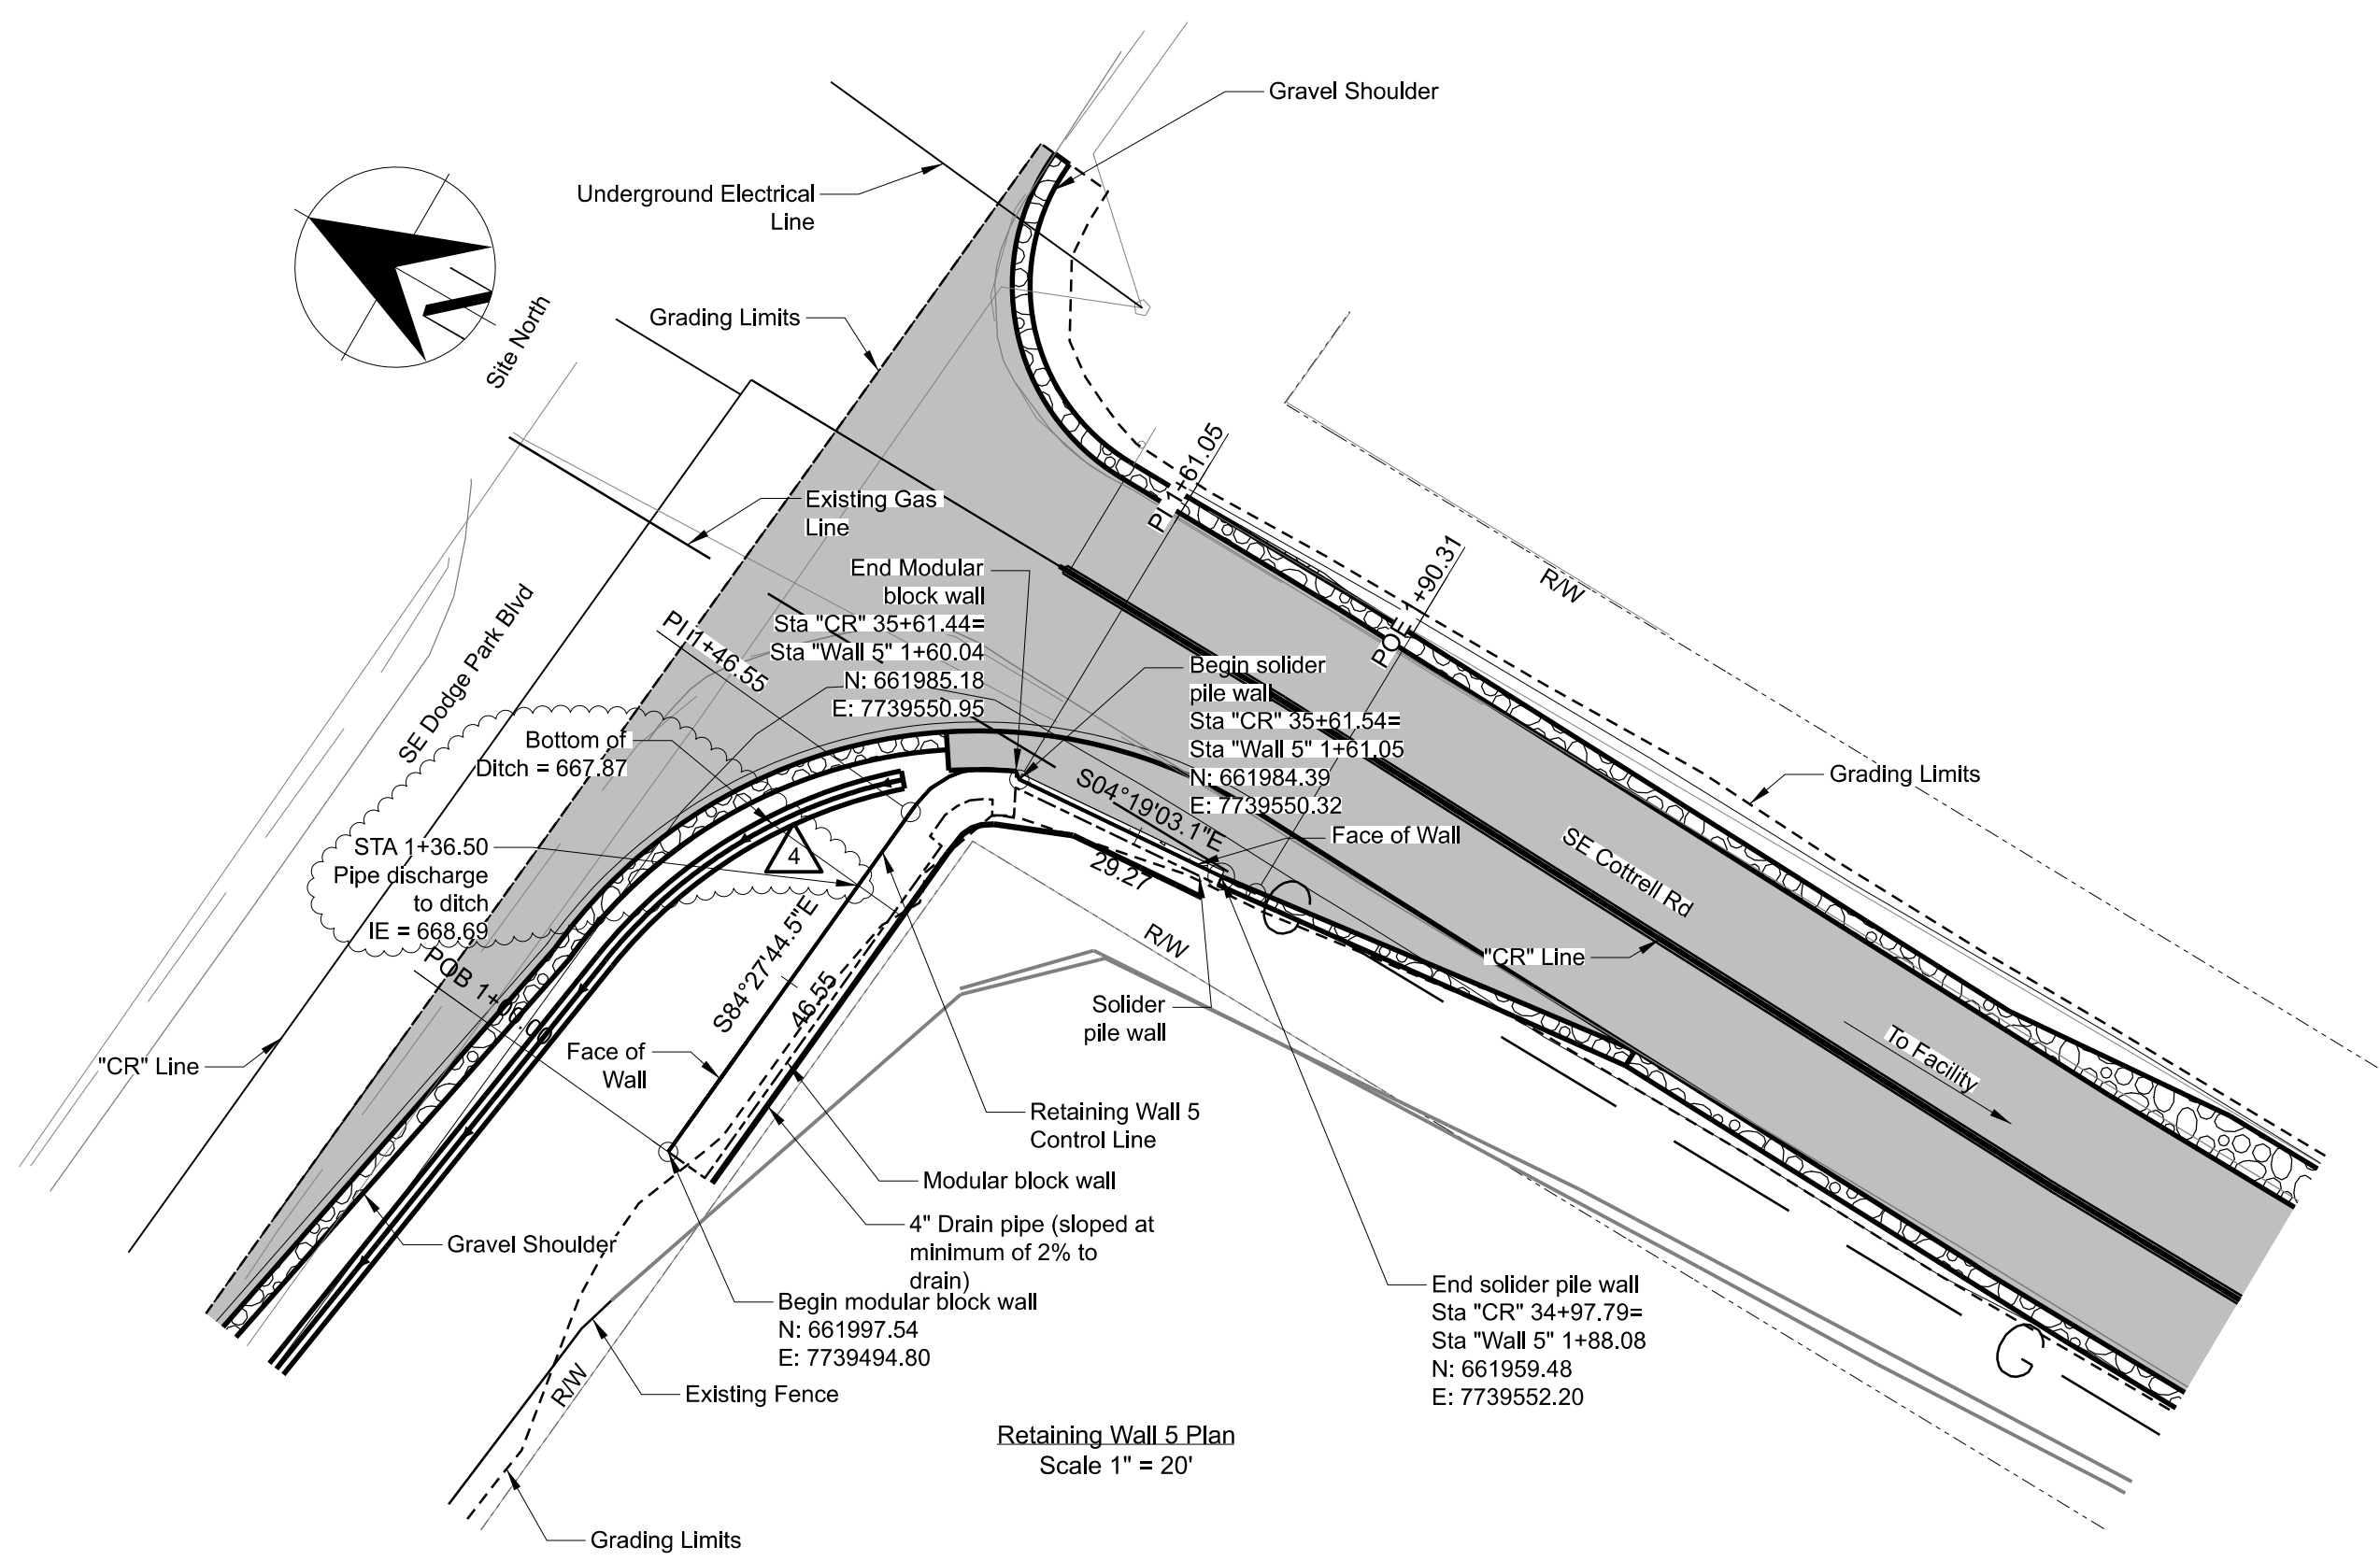 Gravel Shoulder
Underground Electrical
Line
Site North
Grading Limits
Existing Gas
Line
PI 1+61.05
POE 1+90.31
R/W
End Modular
block wall
Sta "CR" 35+61.44=
Sta "Wall 5" 1+60.04
N: 661985.18
E: 7739550.95
Begin solider
pile wall
Sta "CR" 35+61.54=
Sta "Wall 5" 1+61.05
N: 661984.39
E: 7739550.32
PI 1+46.55
SE Dodge Park Blvd
Bottom of
Ditch = 667.87
4
STA 1+36.50
Pipe discharge
to ditch
IE = 668.69
S04°19'03.1"E
Face of Wall
Grading Limits
SE Cottrell Rd
29.27
G
R/W
"CR" Line
Solider
pile wall
To Facility
S84°27'44.5"E
46.55
"CR" Line
Face of
Wall
Retaining Wall 5
Control Line
Modular block wall
4" Drain pipe (sloped at
minimum of 2% to
drain)
Gravel Shoulder
Begin modular block wall
N: 661997.54
E: 7739494.80
End solider pile wall
Sta "CR" 34+97.79=
Sta "Wall 5" 1+88.08
N: 661959.48
E: 7739552.20
G
R/W
Existing Fence
Retaining Wall 5 Plan
Scale 1" = 20'
Grading Limits